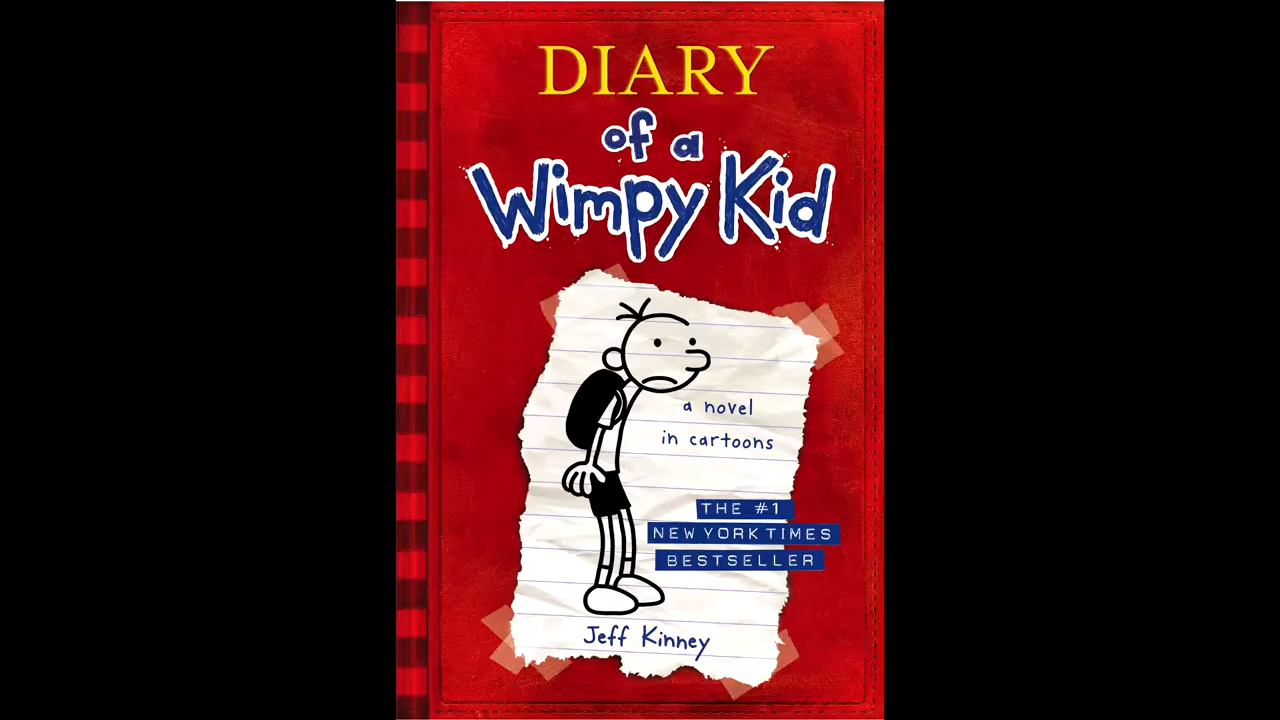 DIARY
of a
Wimpy Kid
a novel
in cartoons
THE #1
NEW YORK TIMES
BESTSELLER
Jeff Kinney